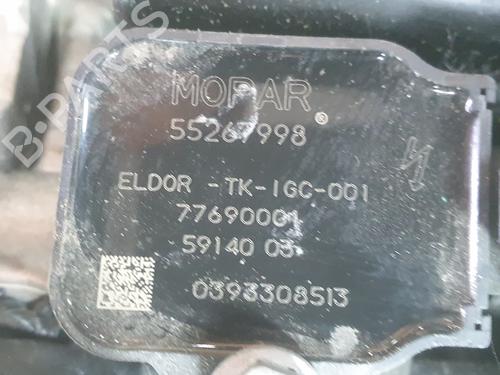 B-PARTS
MOPAR®
55267998
ELDOR -TK-IGC-001
77690001
59140 03
0393308513